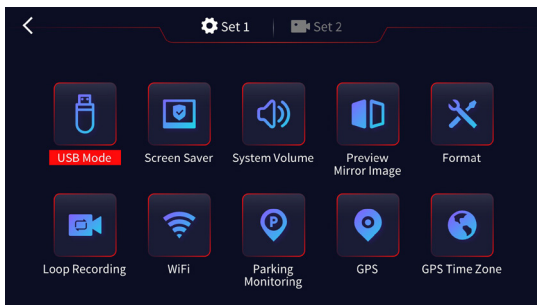 Set 1
Set 2
USB Mode
Screen Saver
System Volume
Preview
Mirror Image
Format
Loop Recording
WiFi
P
Parking
Monitoring
GPS
GPS Time Zone